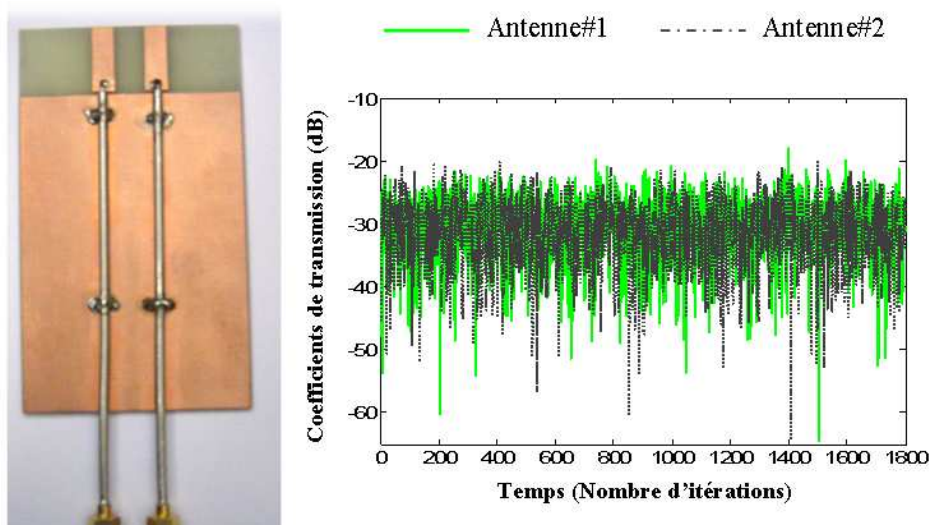 Antenne#1
Antenne#2
Coefficients de transmission (dB)
-10
-20
-30
-40
-50
-60
0 200 400 600 800 1000 1200 1400 1600 1800
Temps (Nombre d'itérations)